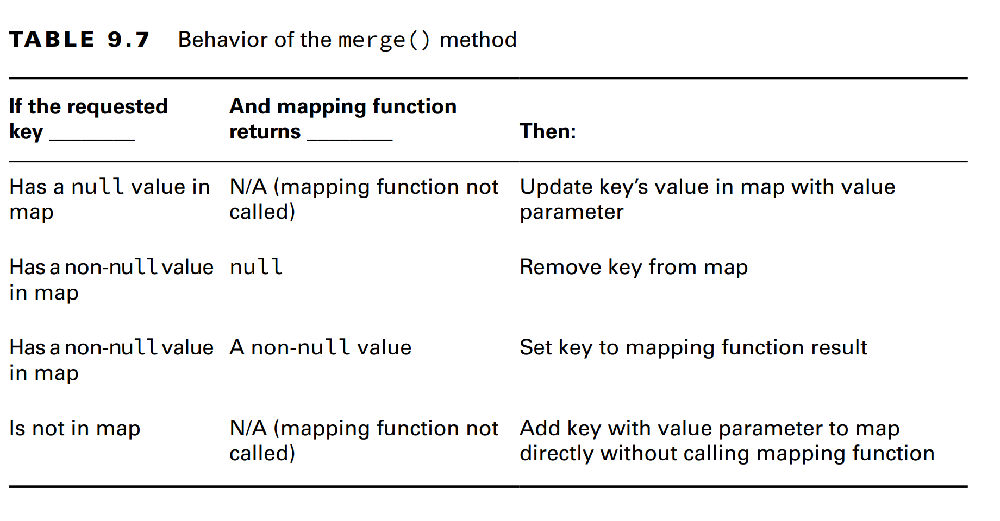 TABLE 9.7 Behavior of the merge() method
If the requested
key ________
And mapping function
returns ________
Then:
Has a null value in
map
N/A (mapping function not
called)
Update key’s value in map with value
parameter
Has a non-null value
in map
null
Remove key from map
Has a non-null value
in map
A non-null value
Set key to mapping function result
Is not in map
N/A (mapping function not
called)
Add key with value parameter to map
directly without calling mapping function